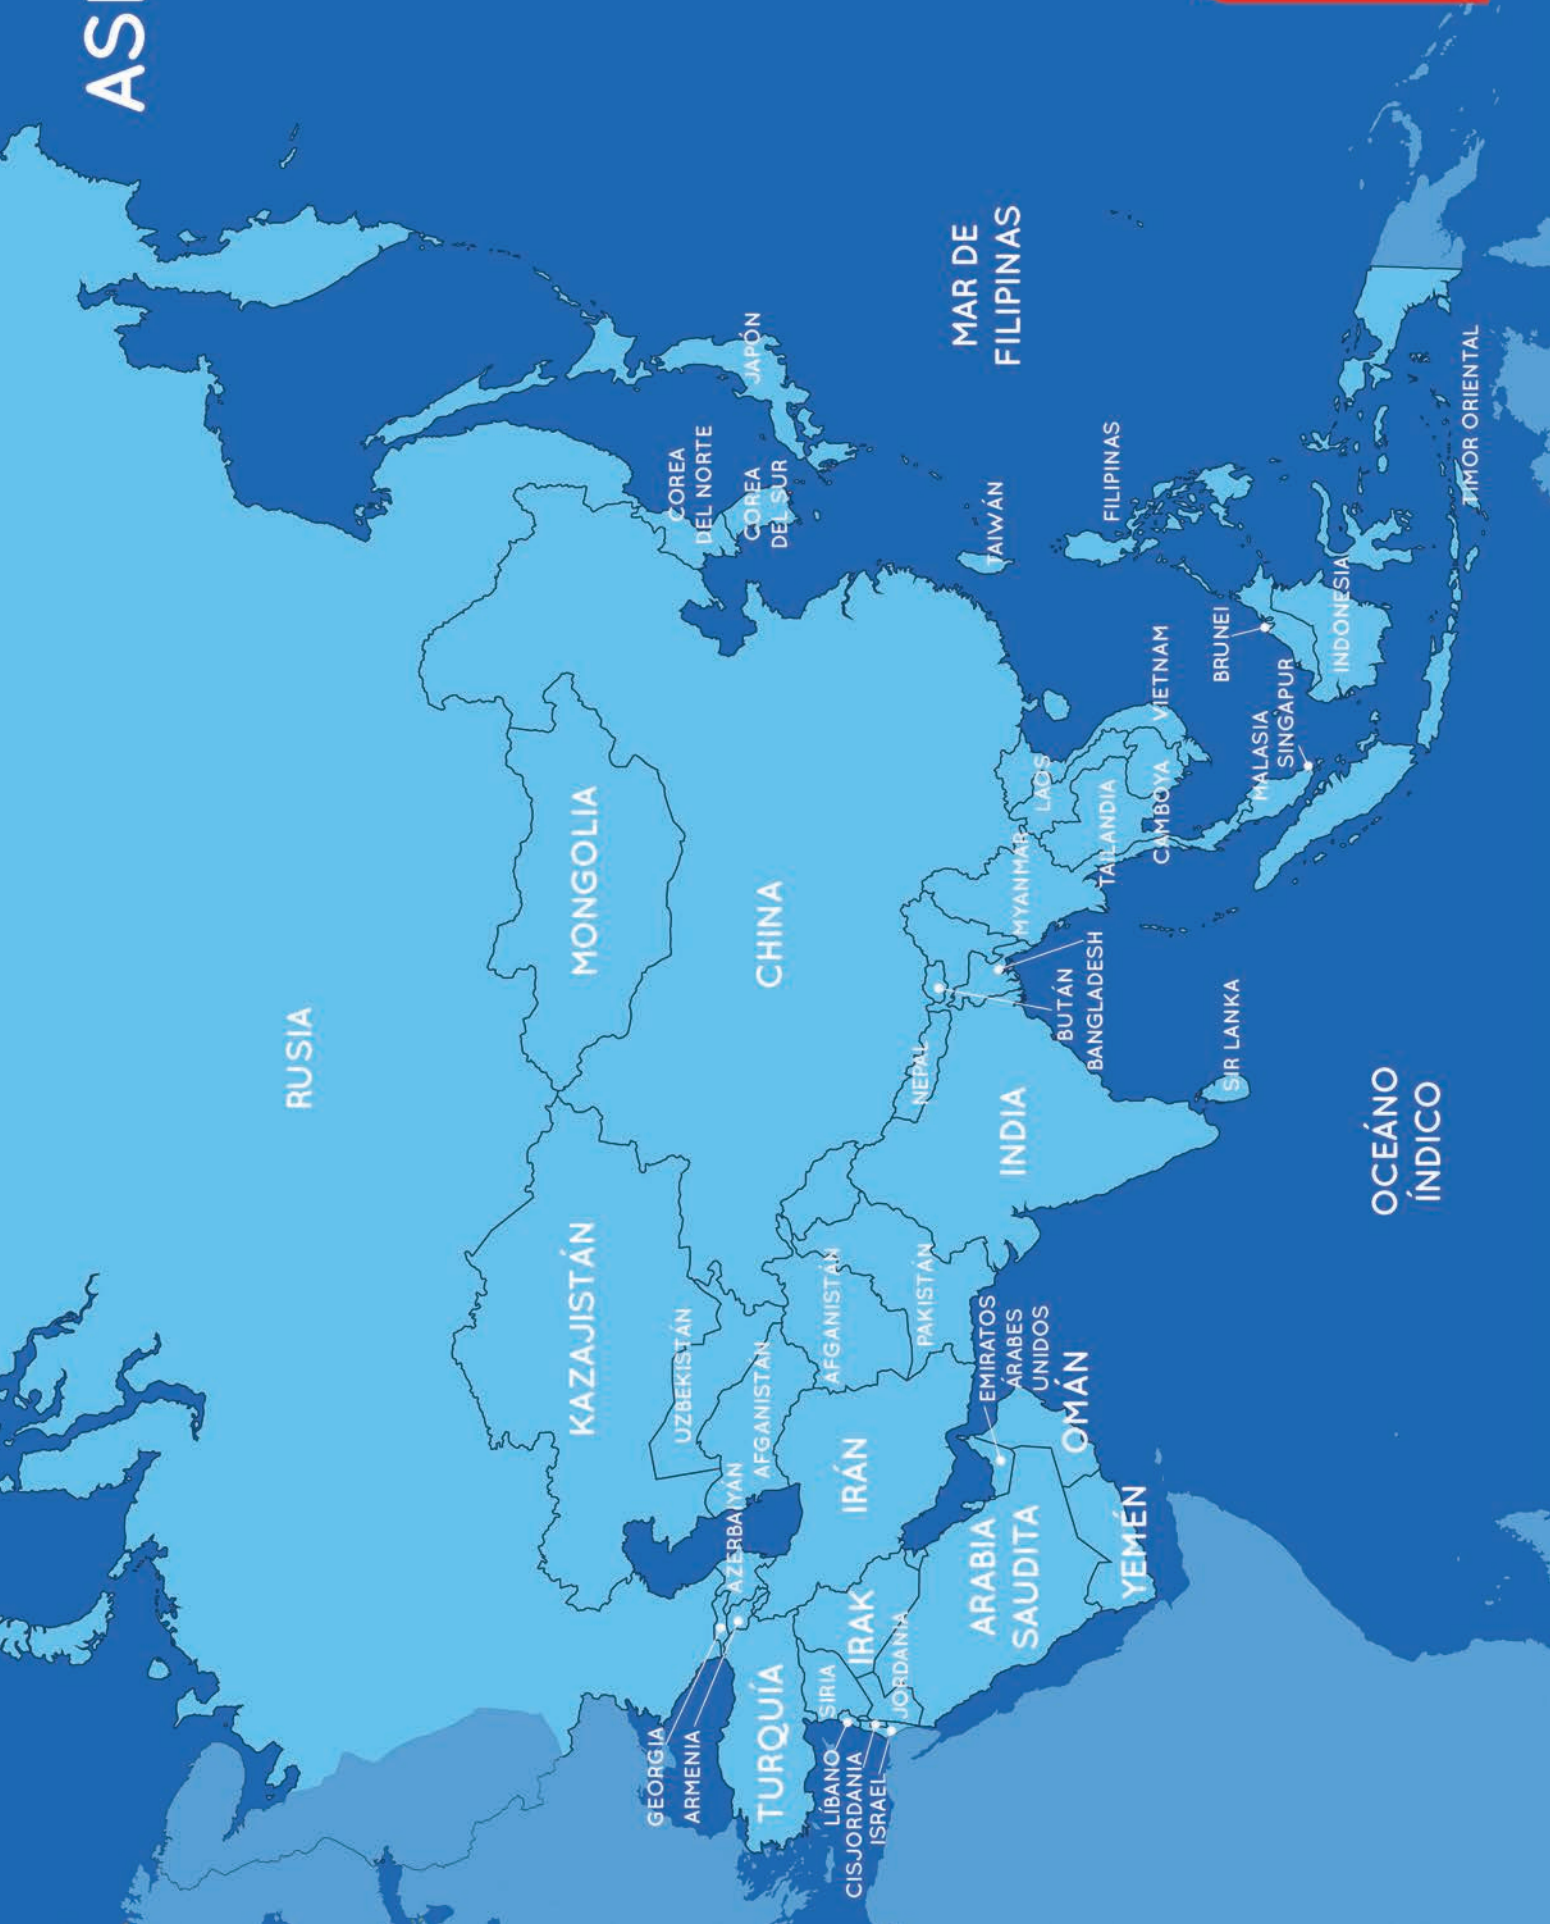 ASI
RUSIA
KAZAJISTÁN
MONGOLIA
CHINA
COREA
DEL NORTE
COREA
DEL SUR
JAPÓN
GEORGIA
ARMENIA
AZERBAIYÁN
UZBEKISTÁN
AFGANISTÁN
AFGANISTÁN
TURQUÍA
SIRIA
LÍBANO
CISJORDANIA
ISRAEL
IRAK
JORDANIA
IRÁN
PAKISTÁN
NEPAL
INDIA
BUTÁN
BANGLADESH
MYANMAR
LAOS
TAILANDIA
CAMBOYA
VIETNAM
TAIWÁN
MAR DE
FILIPINAS
FILIPINAS
ARABIA
SAUDITA
EMIRATOS
ÁRABES
UNIDOS
OMÁN
YEMÉN
SIR LANKA
BRUNEI
MALASIA
SINGAPUR
INDONESIA
TIMOR ORIENTAL
OCEÁNO
ÍNDICO